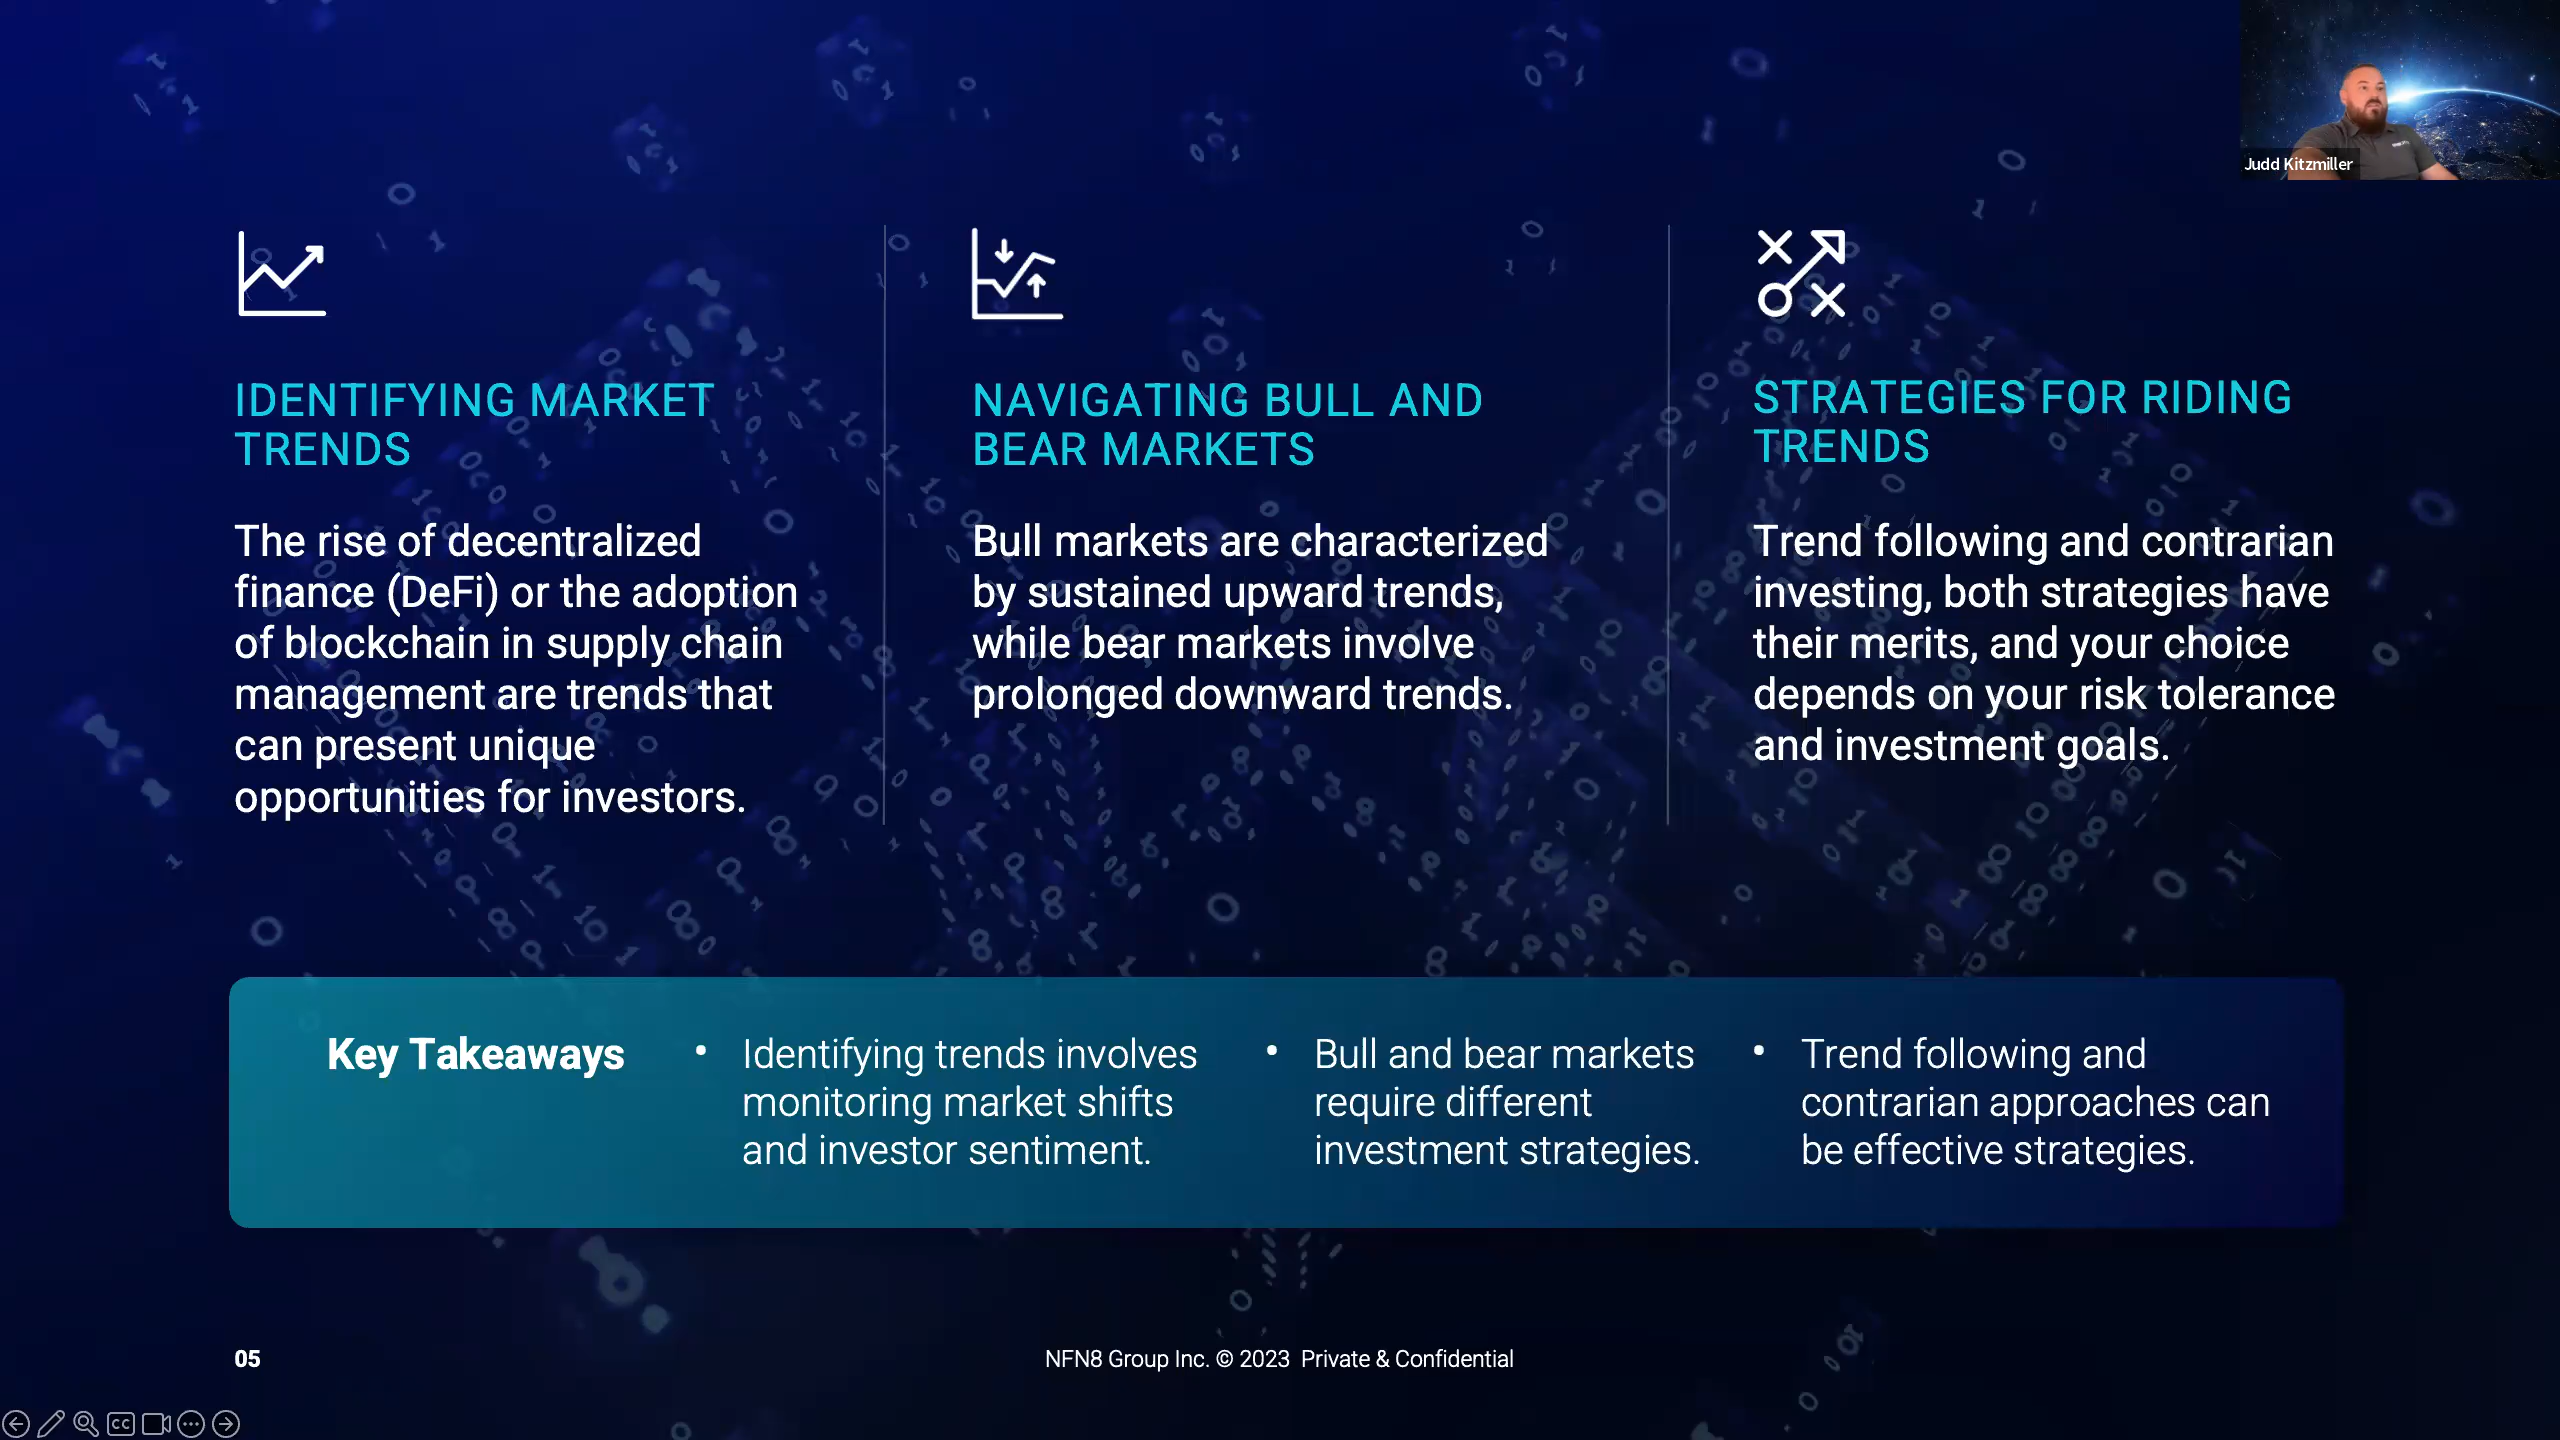 Judd Kitzmiller
IDENTIFYING MARKET
TRENDS
The rise of decentralized
finance (DeFi) or the adoption
of blockchain in supply chain
management are trends that
can present unique
opportunities for investors.
NAVIGATING BULL AND
BEAR MARKETS
Bull markets are characterized
by sustained upward trends,
while bear markets involve
prolonged downward trends.
STRATEGIES FOR RIDING
TRENDS
Trend following and contrarian
investing, both strategies have
their merits, and your choice
depends on your risk tolerance
and investment goals.
Key Takeaways
• Identifying trends involves
monitoring market shifts
and investor sentiment.
• Bull and bear markets
require different
investment strategies.
• Trend following and
contrarian approaches can
be effective strategies.
05
NFN8 Group Inc. © 2023 Private & Confidential
CC